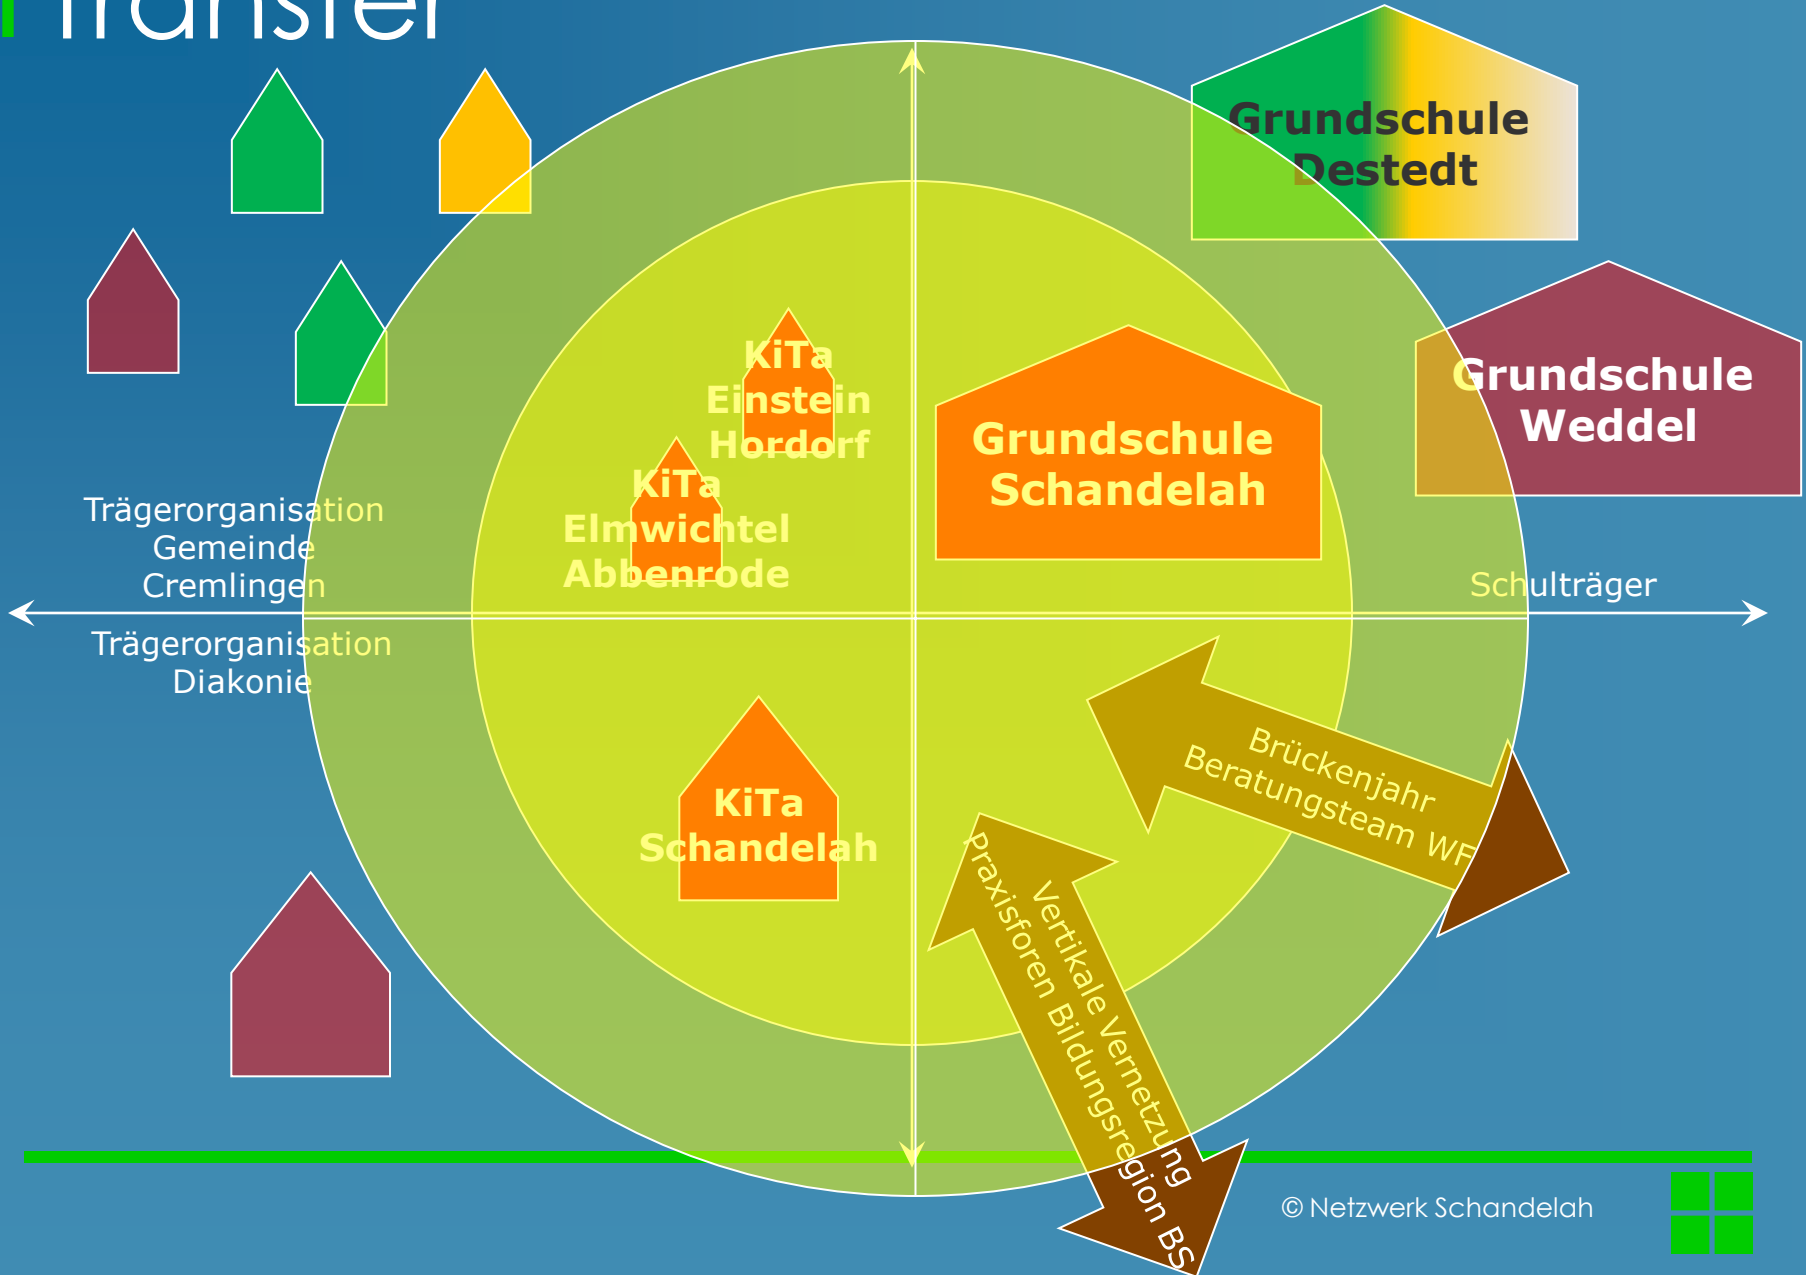 Transfer
Grundschule
Destedt
KiTa
Einstein
Hordorf
Grundschule
Weddel
Grundschule
Schandelah
KiTa
Elmwichtel
Abbenrode
Trägerorganisation
Gemeinde
Cremlingen
Schulträger
Trägerorganisation
Diakonie
KiTa
Schandelah
Brückenjahr
Beratungsteam WF
Vertikale Vernetzung
Praxisforen Bildungsregion BS
© Netzwerk Schandelah